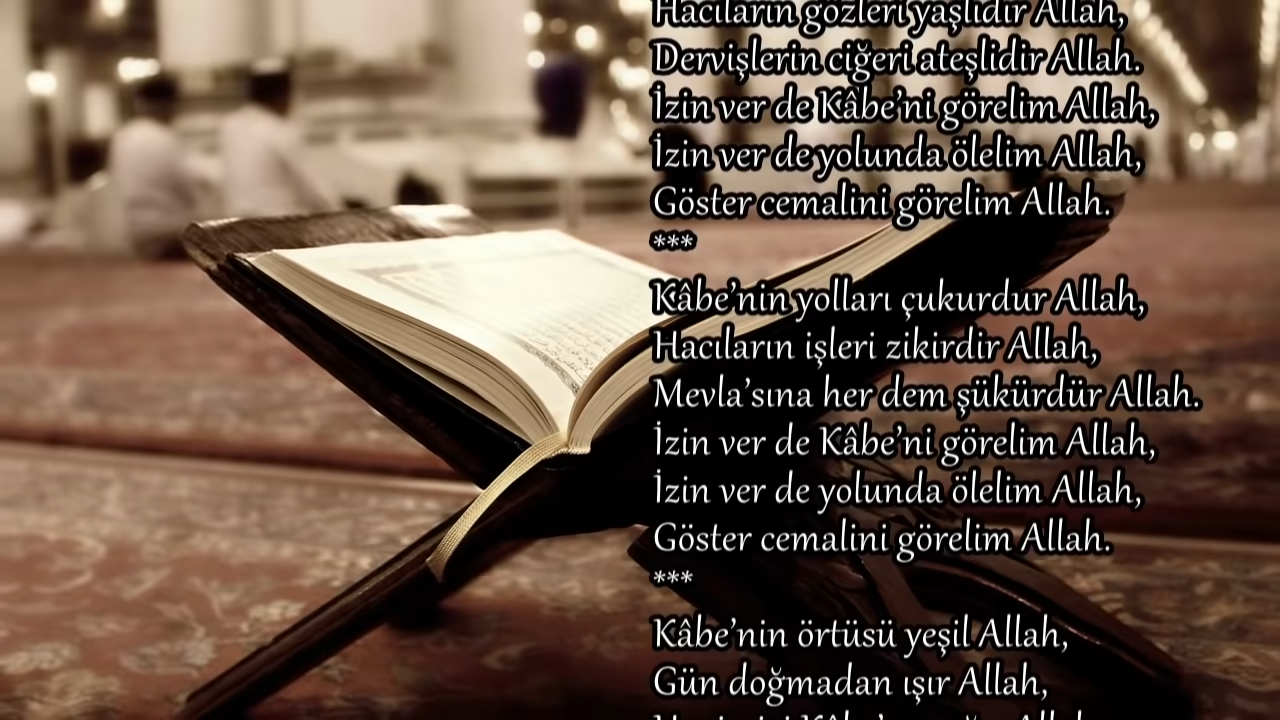 Hacıların gözleri yaşlıdır Allah,
Dervişlerin ciğeri ateşlidir Allah.
İzin ver de Kâbe’ni görelim Allah,
İzin ver de yolunda ölelim Allah,
Göster cemalini görelim Allah.
***
Kâbe’nin yolları çukurdur Allah,
Hacıların işleri zikirdir Allah,
Mevla’sına her dem şükürdür Allah.
İzin ver de Kâbe’ni görelim Allah,
İzin ver de yolunda ölelim Allah,
Göster cemalini görelim Allah.
***
Kâbe’nin örtüsü yeşil Allah,
Gün doğmadan ışır Allah,